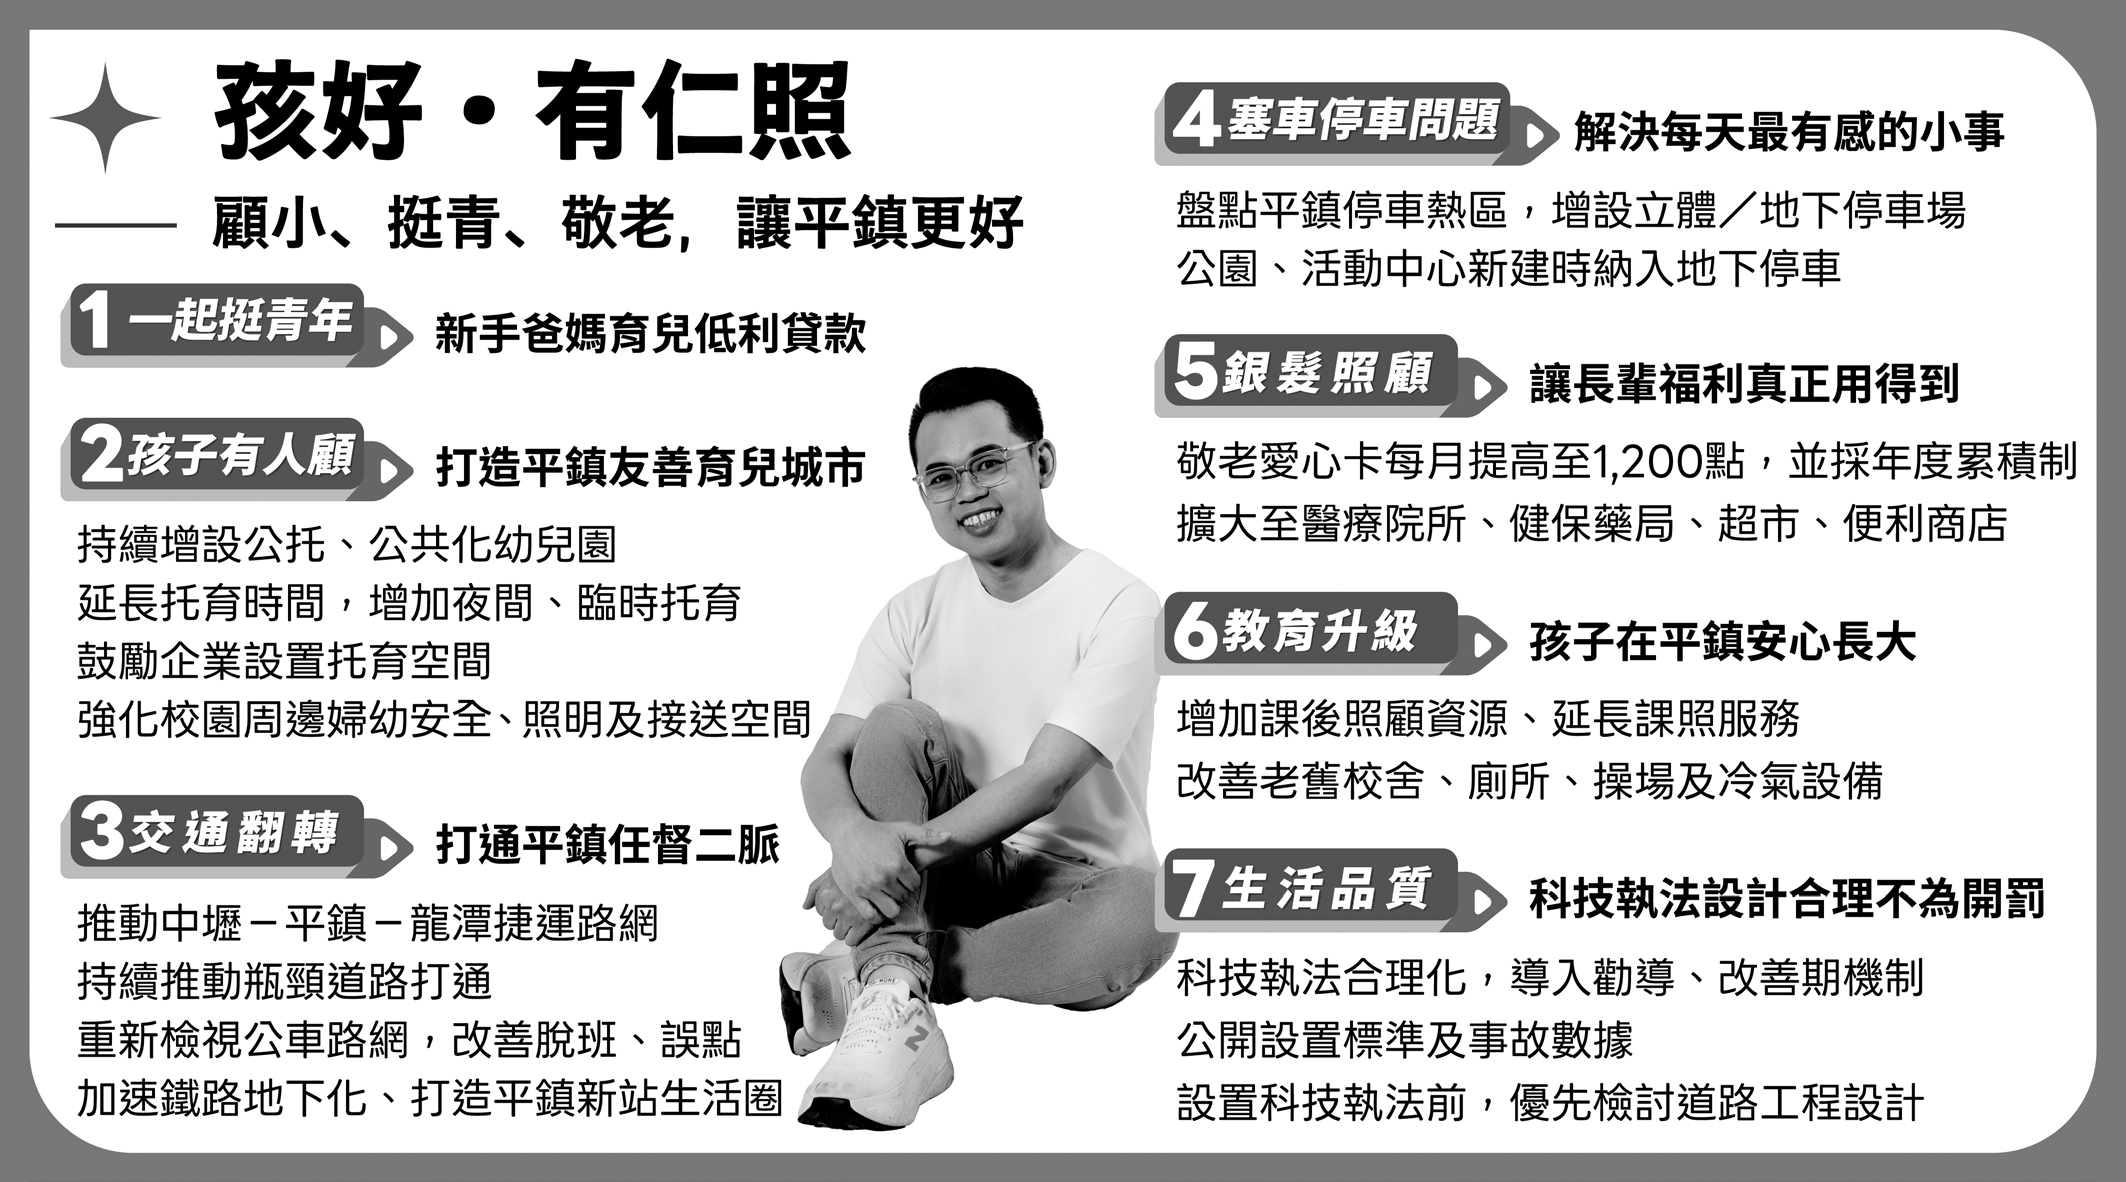 孩好・有仁照
顧小、挺青、敬老，讓平鎮更好
1 一起挺青年
新手爸媽育兒低利貸款
2 孩子有人顧
打造平鎮友善育兒城市
持續增設公托、公共化幼兒園
延長托育時間，增加夜間、臨時托育
鼓勵企業設置托育空間
強化校園周邊婦幼安全、照明及接送空間
3 交通翻轉
打通平鎮任督二脈
推動中壢－平鎮－龍潭捷運路網
持續推動瓶頸道路打通
重新檢視公車路網，改善脫班、誤點
加速鐵路地下化、打造平鎮新站生活圈
4 塞車停車問題
解決每天最有感的小事
盤點平鎮停車熱區，增設立體／地下停車場
公園、活動中心新建時納入地下停車
5 銀髮照顧
讓長輩福利真正用得到
敬老愛心卡每月提高至1,200點，並採年度累積制
擴大至醫療院所、健保藥局、超市、便利商店
6 教育升級
孩子在平鎮安心長大
增加課後照顧資源、延長課照服務
改善老舊校舍、廁所、操場及冷氣設備
7 生活品質
科技執法設計合理不為開罰
科技執法合理化，導入勸導、改善期機制
公開設置標準及事故數據
設置科技執法前，優先檢討道路工程設計